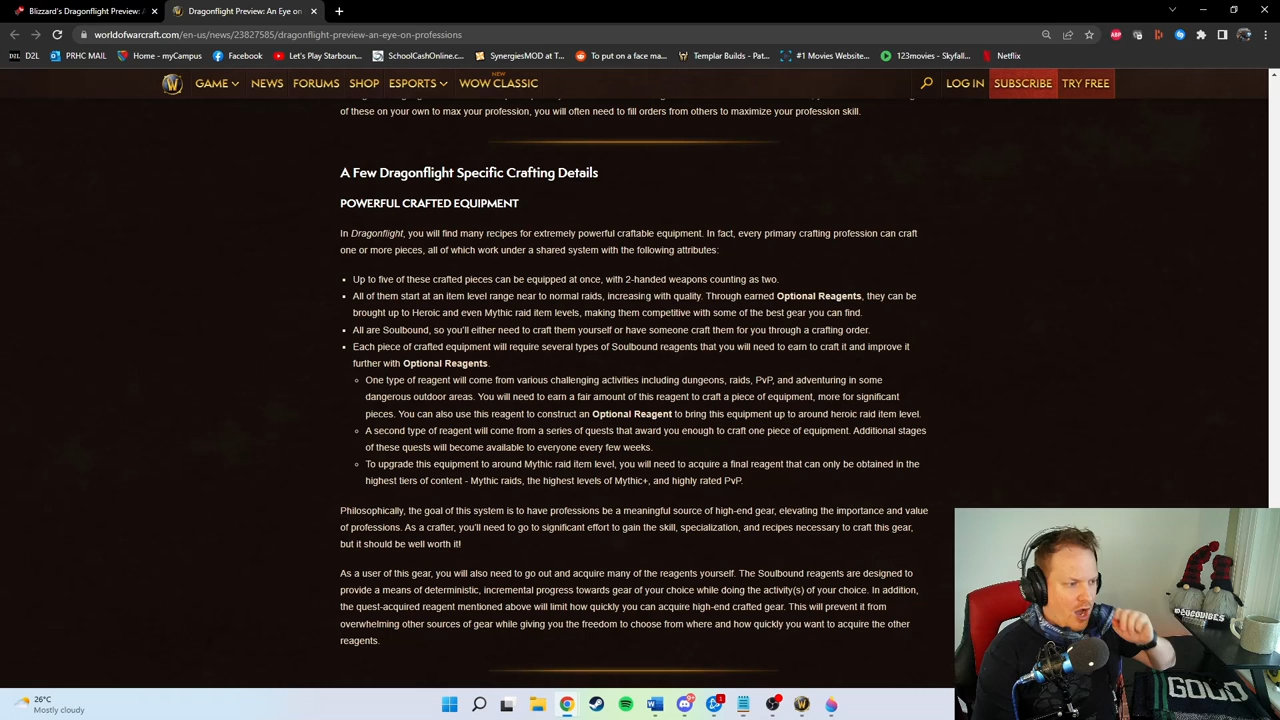 Blizzard's Dragonflight Preview: A
Dragonflight Preview: An Eye on
worldofwarcraft.com/en-us/news/23827585/dragonflight-preview-an-eye-on-professions
D2L
PRHC MAIL
Home - myCampus
Facebook
Let's Play Starboun...
SchoolCashOnline.c...
SynergiesMOD at T...
To put on a face ma...
Templar Builds - Pat...
#1 Movies Website...
123movies - Skyfall...
Netflix
GAME
NEWS
FORUMS
SHOP
ESPORTS
NEW
WOW CLASSIC
LOG IN
SUBSCRIBE
TRY FREE
of these on your own to max your profession, you will often need to fill orders from others to maximize your profession skill.
A Few Dragonflight Specific Crafting Details
POWERFUL CRAFTED EQUIPMENT
In Dragonflight, you will find many recipes for extremely powerful craftable equipment. In fact, every primary crafting profession can craft
one or more pieces, all of which work under a shared system with the following attributes:
Up to five of these crafted pieces can be equipped at once, with 2-handed weapons counting as two.
All of them start at an item level range near to normal raids, increasing with quality. Through earned Optional Reagents, they can be
brought up to Heroic and even Mythic raid item levels, making them competitive with some of the best gear you can find.
All are Soulbound, so you'll either need to craft them yourself or have someone craft them for you through a crafting order.
Each piece of crafted equipment will require several types of Soulbound reagents that you will need to earn to craft it and improve it
further with Optional Reagents.
One type of reagent will come from various challenging activities including dungeons, raids, PvP, and adventuring in some
dangerous outdoor areas. You will need to earn a fair amount of this reagent to craft a piece of equipment, more for significant
pieces. You can also use this reagent to construct an Optional Reagent to bring this equipment up to around heroic raid item level.
A second type of reagent will come from a series of quests that award you enough to craft one piece of equipment. Additional stages
of these quests will become available to everyone every few weeks.
To upgrade this equipment to around Mythic raid item level, you will need to acquire a final reagent that can only be obtained in the
highest tiers of content - Mythic raids, the highest levels of Mythic+, and highly rated PvP.
Philosophically, the goal of this system is to have professions be a meaningful source of high-end gear, elevating the importance and value
of professions. As a crafter, you'll need to go to significant effort to gain the skill, specialization, and recipes necessary to craft this gear,
but it should be well worth it!
As a user of this gear, you will also need to go out and acquire many of the reagents yourself. The Soulbound reagents are designed to
provide a means of deterministic, incremental progress towards gear of your choice while doing the activity(s) of your choice. In addition,
the quest-acquired reagent mentioned above will limit how quickly you can acquire high-end crafted gear. This will prevent it from
overwhelming other sources of gear while giving you the freedom to choose from where and how quickly you want to acquire the other
reagents.
26°C
Mostly cloudy
GOLD